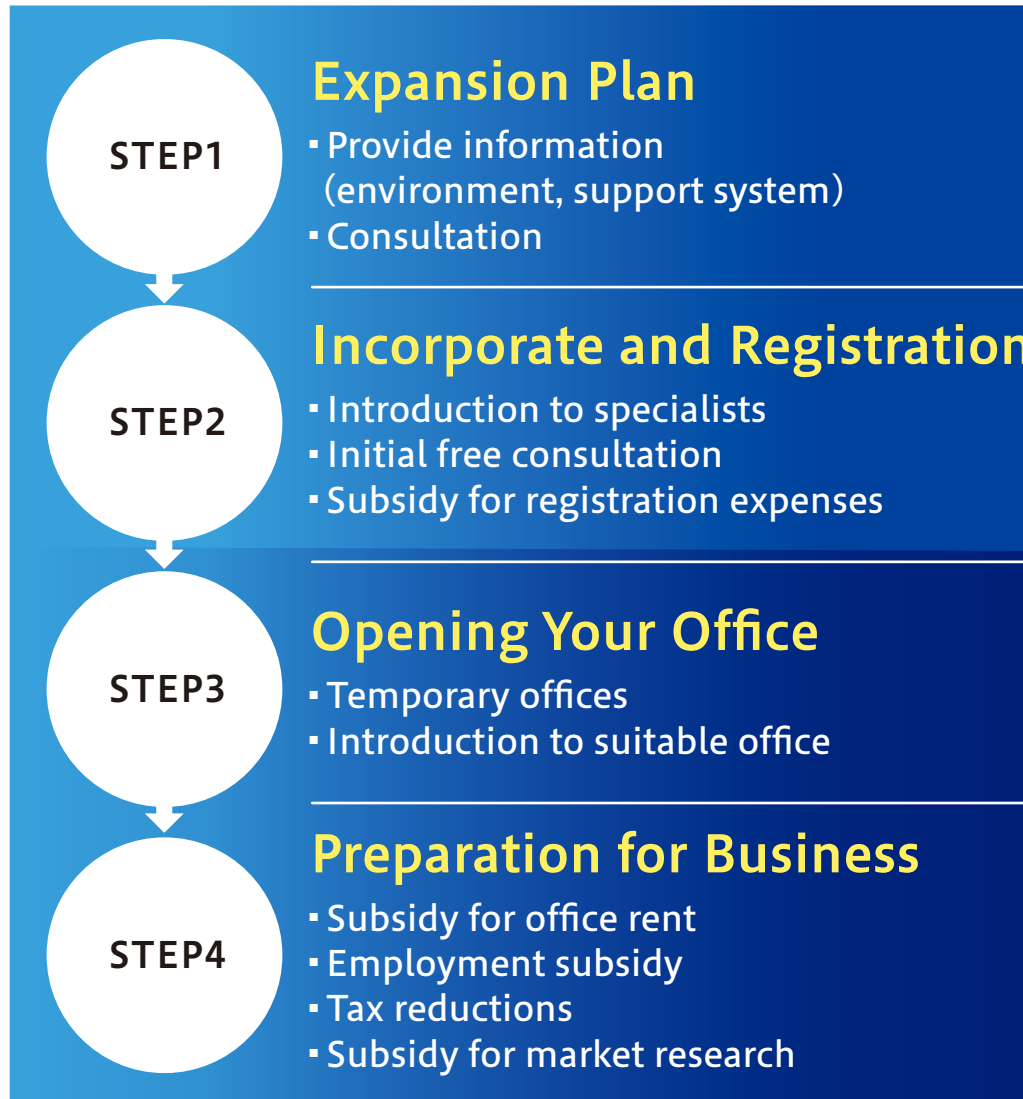 STEP1
Expansion Plan
▪ Provide information
(environment, support system)
▪ Consultation
STEP2
Incorporate and Registration
▪ Introduction to specialists
▪ Initial free consultation
▪ Subsidy for registration expenses
STEP3
Opening Your Office
▪ Temporary offices
▪ Introduction to suitable office
STEP4
Preparation for Business
▪ Subsidy for office rent
▪ Employment subsidy
▪ Tax reductions
▪ Subsidy for market research